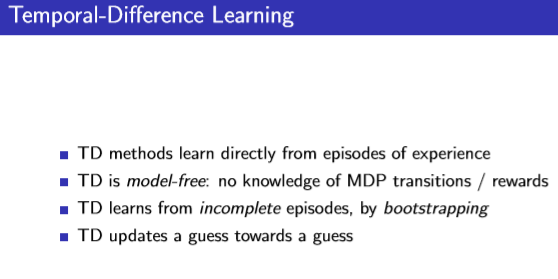 Temporal-Difference Learning
TD methods learn directly from episodes of experience
TD is model-free: no knowledge of MDP transitions / rewards
TD learns from incomplete episodes, by bootstrapping
TD updates a guess towards a guess